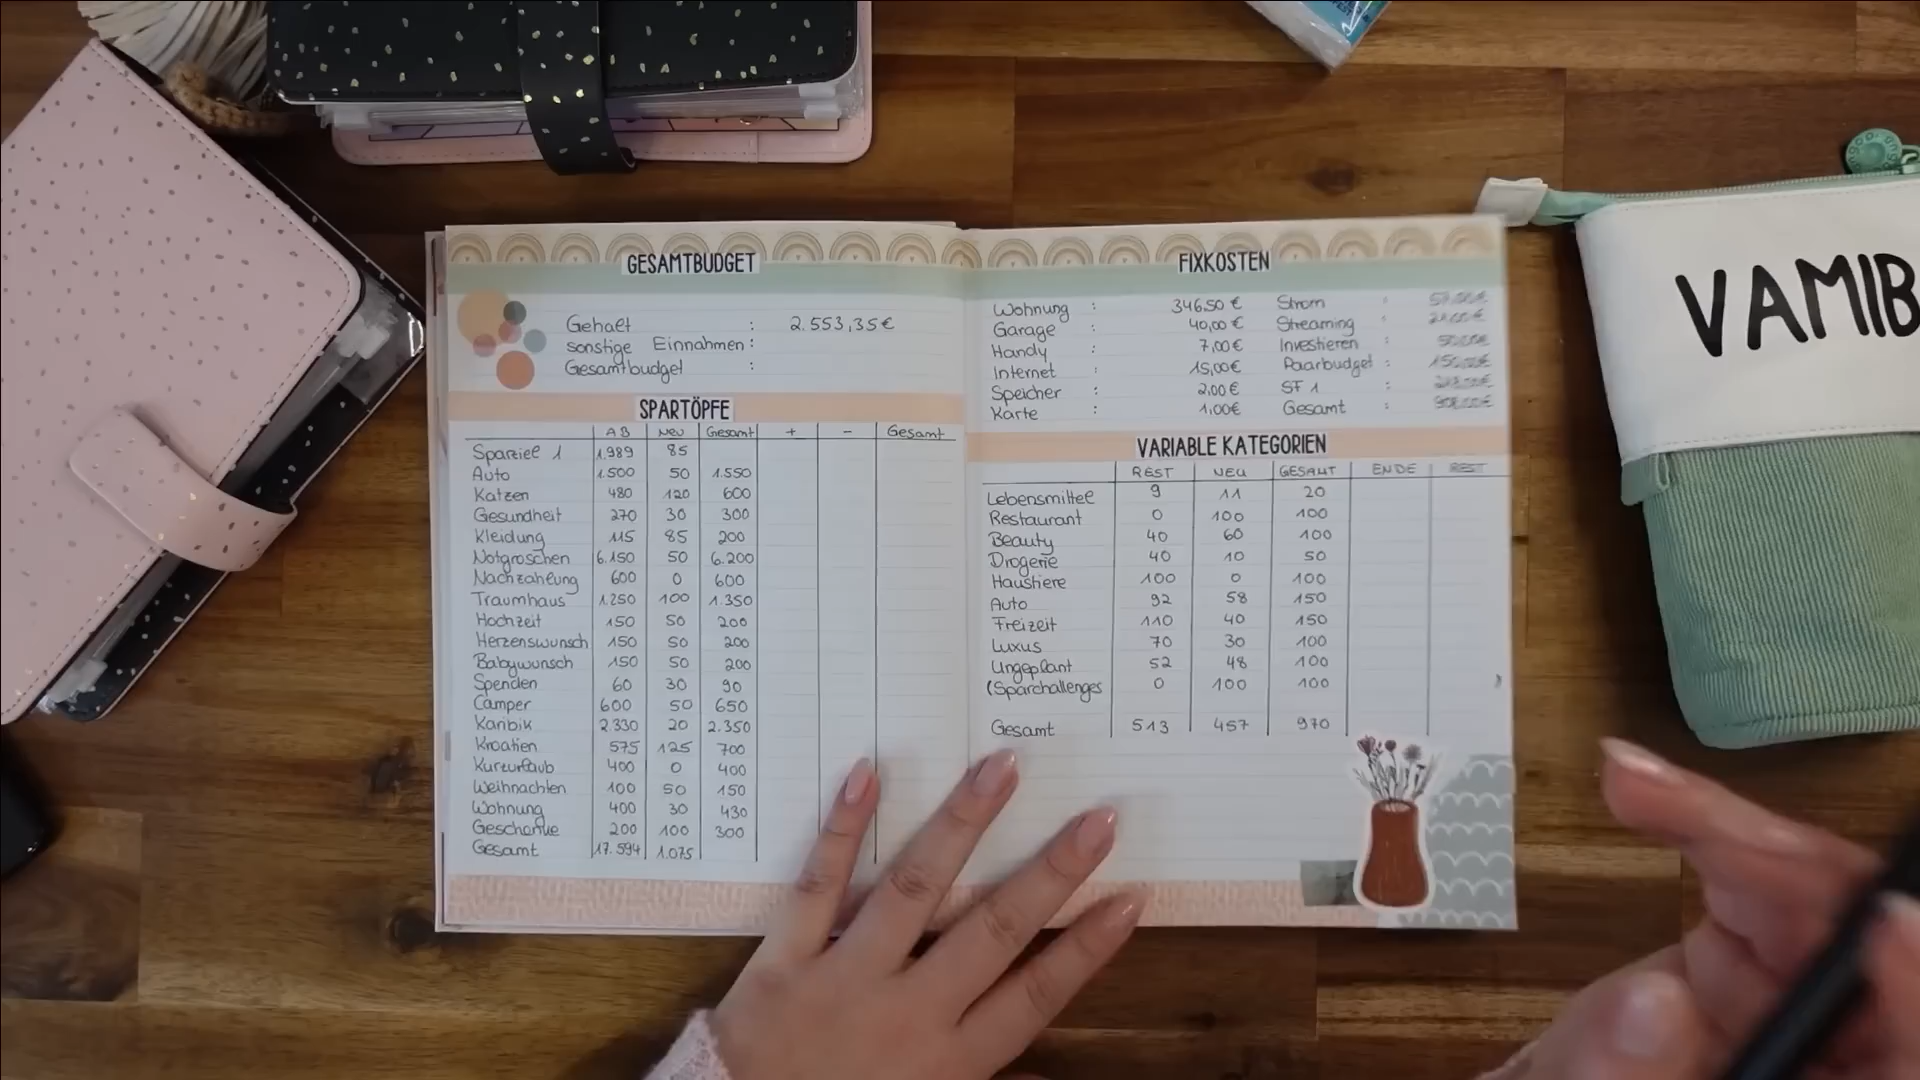 GESAMTBUDGET
Gehalt : 2.553,35€
sonstige Einnahmen:
Gesamtbudget :
SPARTÖPFE
AB Neu Gesamt + - Gesamt
Sparziel 1 1.989 85
Auto 1.500 50 1.550
Katzen 480 120 600
Gesundheit 270 30 300
Kleidung 115 85 200
Notgroschen 6.150 50 6.200
Nachzahlung 600 0 600
Traumhaus 1.250 100 1.350
Hochzeit 150 50 200
Herzenswunsch 150 50 200
Babywunsch 150 50 200
Spenden 60 30 90
Camper 600 50 650
Karibik 2.330 20 2.350
Kroatien 575 125 700
Kurzurlaub 400 0 400
Weihnachten 100 50 150
Wohnung 400 30 430
Geschenke 200 100 300
Gesamt 17.594 1.075
FIXKOSTEN
Wohnung : 346,50 € Strom :
Garage : 40,00 € Streaming :
Handy : 7,00€ Investieren :
Internet : 15,00€ Paarbudget :
Speicher : 2,00€ SF 1 :
Karte : 1,00€ Gesamt :
VARIABLE KATEGORIEN
REST NEU GESAMT ENDE REST
Lebensmittel 9 11 20
Restaurant 0 100 100
Beauty 40 60 100
Drogerie 40 10 50
Haustiere 100 0 100
Auto 92 58 150
Freizeit 110 40 150
Luxus 70 30 100
Ungeplant 52 48 100
(Sparchallenges 0 100 100 )
Gesamt 513 457 970
VAMIB